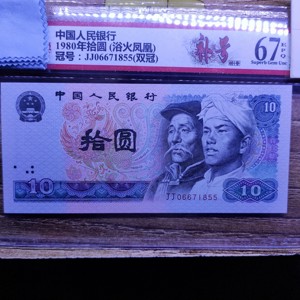 中国人民银行
1980年拾圆 (浴火凤凰)
冠号：JJ06671855(双冠)
67
EPQ
Superb Gem Unc
中国人民银行
10
拾圆
10
10
JJ06671855